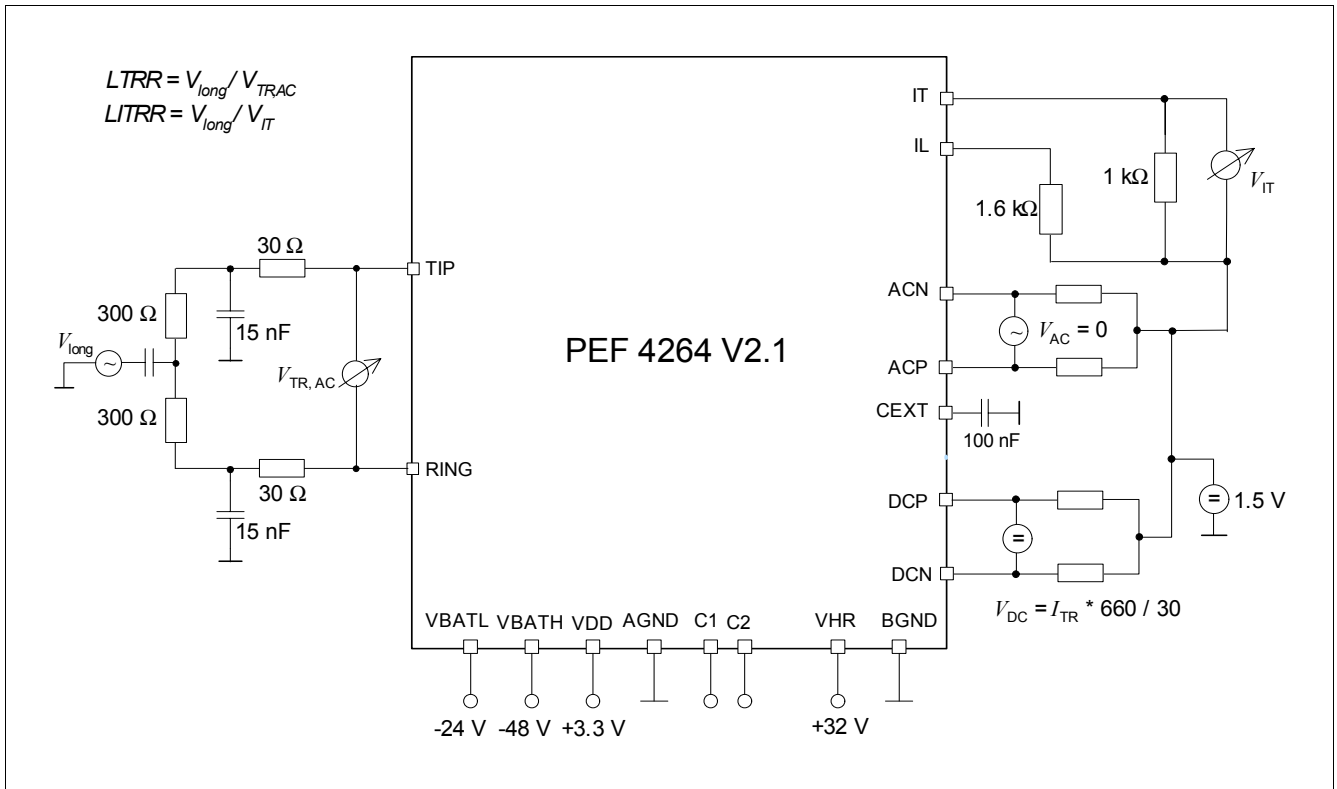 LTRR = Vlong / VTR,AC
LITRR = Vlong / VIT
IT
IL
1 kΩ
VIT
1.6 kΩ
30 Ω
TIP
ACN
300 Ω
15 nF
Vlong
VTR, AC
PEF 4264 V2.1
VAC = 0
ACP
CEXT
100 nF
300 Ω
RING
30 Ω
15 nF
DCP
1.5 V
DCN
VDC = ITR * 660 / 30
VBATL VBATH VDD AGND C1 C2 VHR BGND
-24 V -48 V +3.3 V +32 V